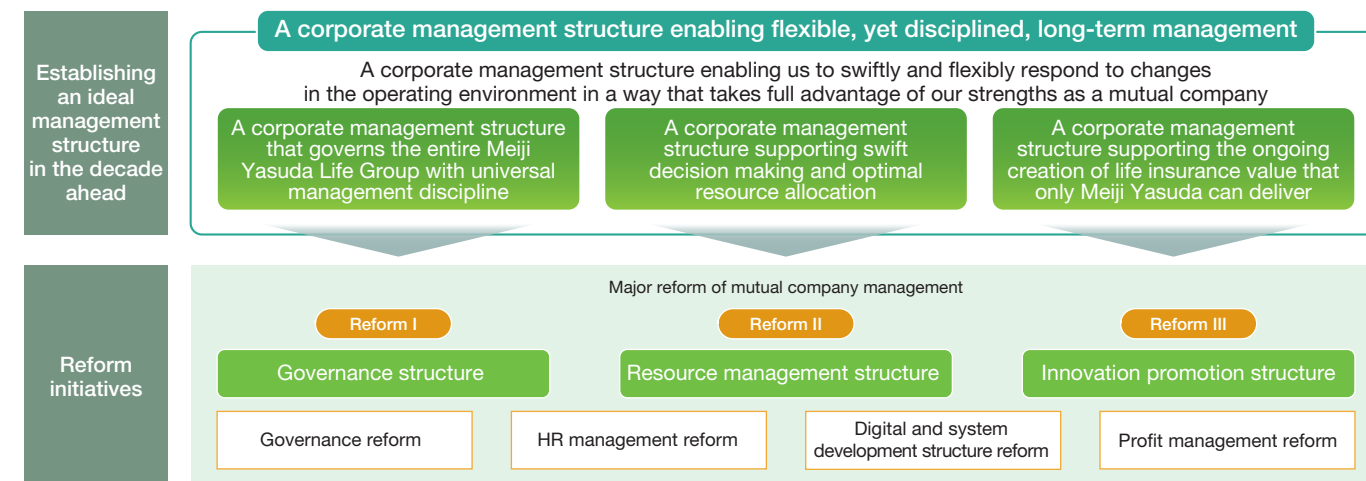 Establishing
an ideal
management
structure
in the decade
ahead
A corporate management structure enabling flexible, yet disciplined, long-term management
A corporate management structure enabling us to swiftly and flexibly respond to changes
in the operating environment in a way that takes full advantage of our strengths as a mutual company
A corporate management structure
that governs the entire Meiji
Yasuda Life Group with universal
management discipline
A corporate management
structure supporting swift
decision making and optimal
resource allocation
A corporate management
structure supporting the ongoing
creation of life insurance value that
only Meiji Yasuda can deliver
Reform
initiatives
Major reform of mutual company management
Reform I
Governance structure
Reform II
Resource management structure
Reform III
Innovation promotion structure
Governance reform
HR management reform
Digital and system
development structure reform
Profit management reform